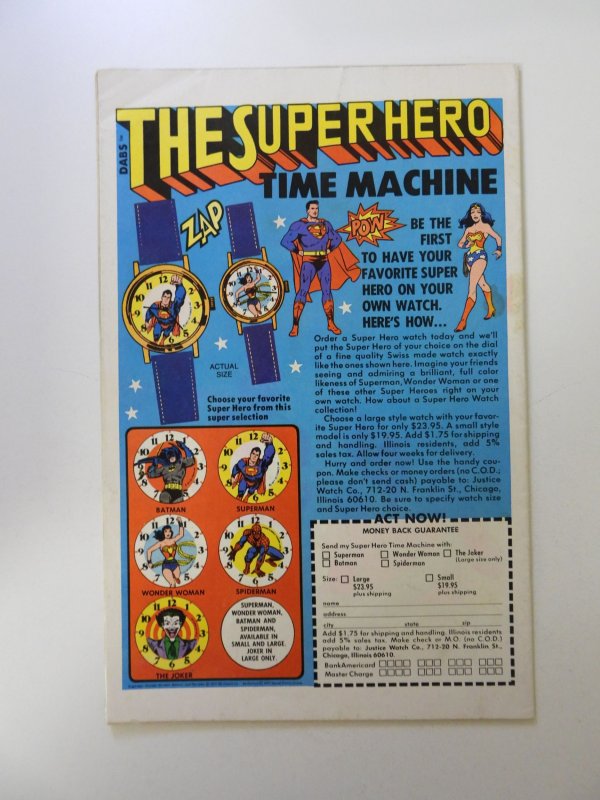 DABS™
THE SUPER HERO
TIME MACHINE
ZAP
POW
BE THE
FIRST
TO HAVE YOUR
FAVORITE SUPER
HERO ON YOUR
OWN WATCH.
HERE'S HOW...
ACTUAL
SIZE
Choose your favorite
Super Hero from this
super selection
Order a Super Hero watch today and we'll
put the Super Hero of your choice on the dial
of a fine quality Swiss made watch exactly
like the ones shown here. Imagine your friends
seeing and admiring a brilliant, full color
likeness of Superman, Wonder Woman or one
of these other Super Heroes right on your
own watch. How about a Super Hero Watch
collection!
Choose a large style watch with your favor-
ite Super Hero for only $23.95. A small style
model is only $19.95. Add $1.75 for shipping
and handling. Illinois residents, add 5%
sales tax. Allow four weeks for delivery.
Hurry and order now! Use the handy cou-
pon. Make checks or money orders (no C.O.D.;
please don't send cash) payable to: Justice
Watch Co., 712-20 N. Franklin St., Chicago,
Illinois 60610. Be sure to specify watch size
and Super Hero choice.
BATMAN
SUPERMAN
WONDER WOMAN
SPIDERMAN
THE JOKER
SUPERMAN,
WONDER WOMAN,
BATMAN AND
SPIDERMAN,
AVAILABLE IN
SMALL AND LARGE.
JOKER IN
LARGE ONLY.
ACT NOW!
MONEY BACK GUARANTEE
Send my Super Hero Time Machine with:
Superman Wonder Woman The Joker
Batman Spiderman (Large size only)
Size: Large Small
$23.95 $19.95
plus shipping plus shipping
name
address
city state zip
Add $1.75 for shipping and handling. Illinois residents
add 5% sales tax. Make check or M.O. (no C.O.D.)
payable to: Justice Watch Co., 712-20 N. Franklin St.,
Chicago, Illinois 60610.
BankAmericard
Master Charge